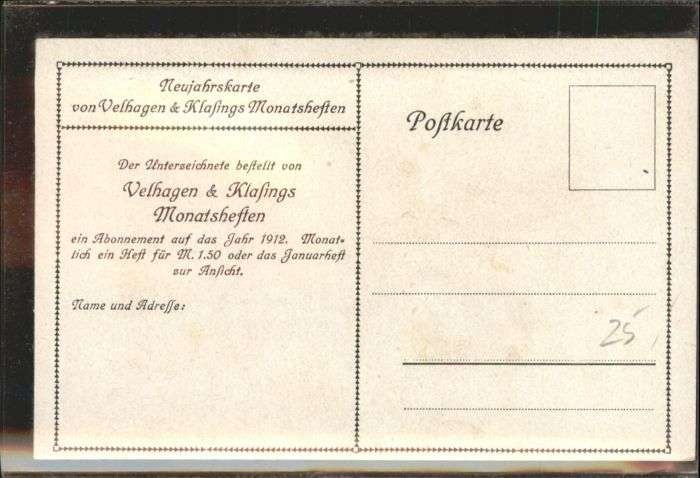 Neujahrskarte
von Velhagen & Klaſings Monatsheften
Der Unterzeichnete beſtellt von
Velhagen & Klaſings
Monatsheften
ein Abonnement auf das Jahr 1912. Monat⸗
lich ein Heft für M. 1.50 oder das Januarheft
zur Anſicht.
Name und Adreſſe:
Poſtkarte
25